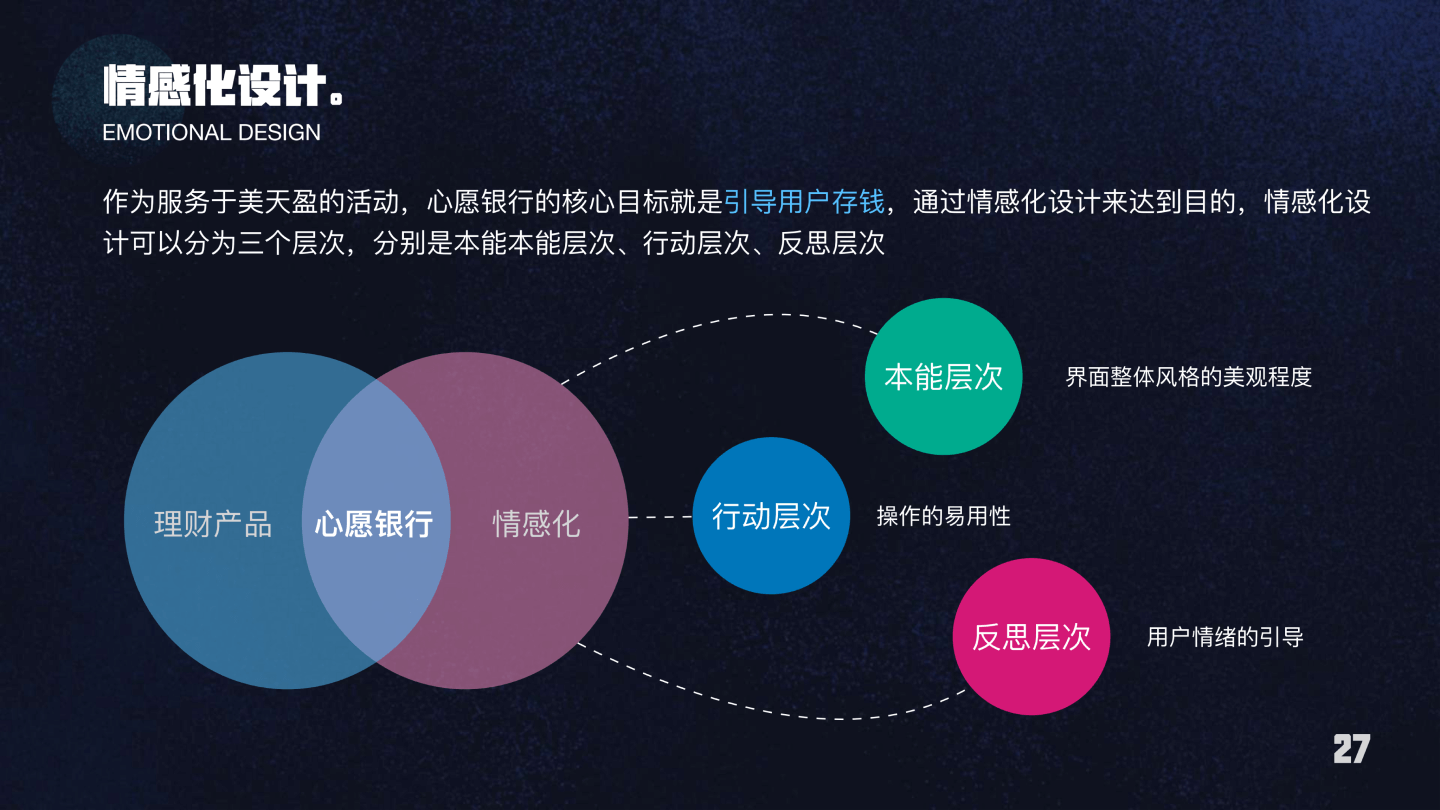 情感化设计。
EMOTIONAL DESIGN
作为服务于美天盈的活动，心愿银行的核心目标就是引导用户存钱，通过情感化设计来达到目的，情感化设
计可以分为三个层次，分别是本能本能层次、行动层次、反思层次
本能层次
界面整体风格的美观程度
理财产品
心愿银行
情感化
行动层次
操作的易用性
反思层次
用户情绪的引导
27